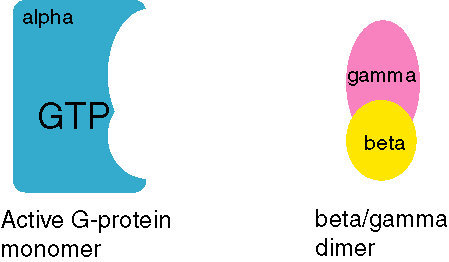 alpha
GTP
gamma
beta
Active G-protein
monomer
beta/gamma
dimer